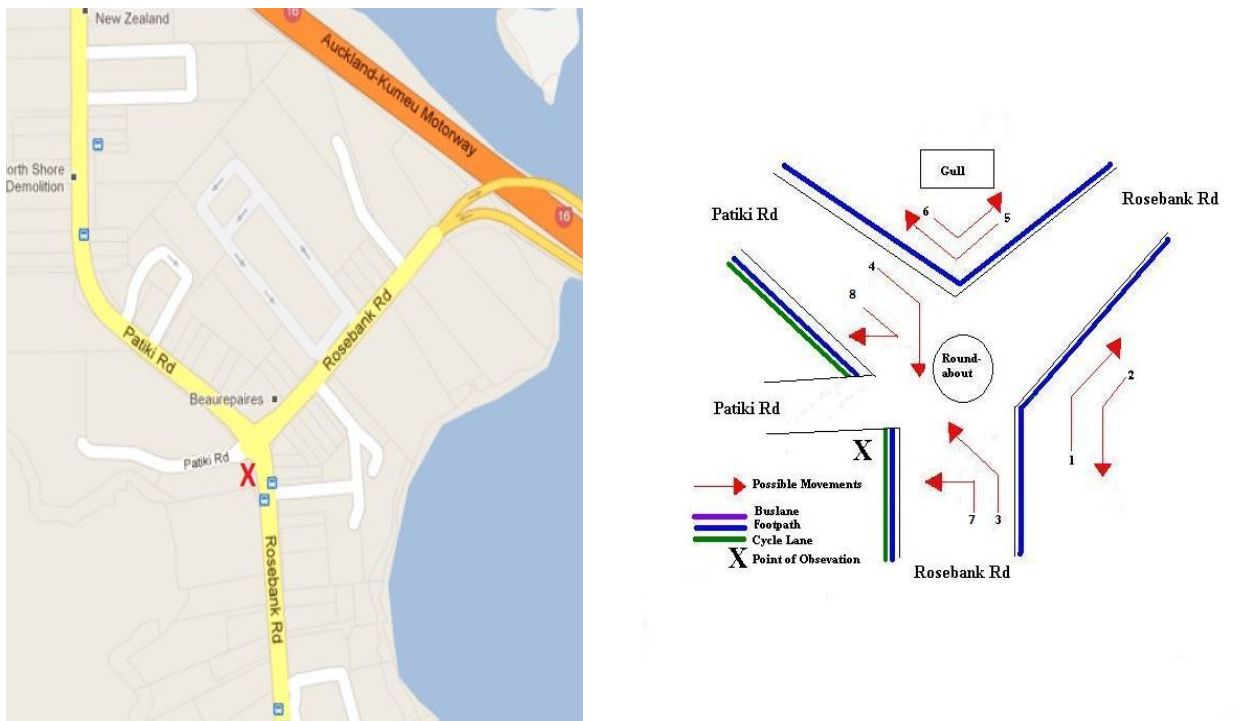 New Zealand
16
Auckland-Kumeu Motorway
orth Shore
Demolition
16
Patiki Rd
Rosebank Rd
Beaurepaires
Patiki Rd
X
Rosebank Rd
Gull
Patiki Rd
Rosebank Rd
6
5
4
8
Round-
about
2
Patiki Rd
X
1
Possible Movements
Buslane
Footpath
Cycle Lane
X Point of Obsevation
7
3
Rosebank Rd